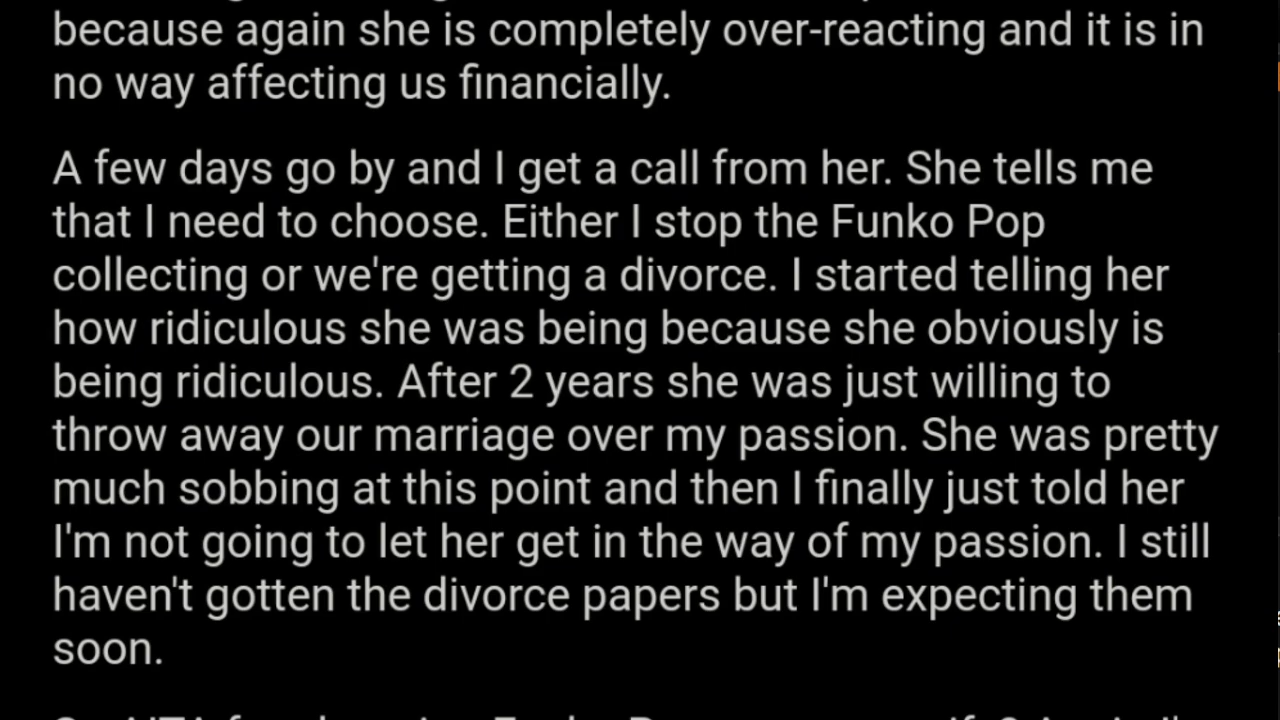 because again she is completely over-reacting and it is in
no way affecting us financially.
A few days go by and I get a call from her. She tells me
that I need to choose. Either I stop the Funko Pop
collecting or we're getting a divorce. I started telling her
how ridiculous she was being because she obviously is
being ridiculous. After 2 years she was just willing to
throw away our marriage over my passion. She was pretty
much sobbing at this point and then I finally just told her
I'm not going to let her get in the way of my passion. I still
haven't gotten the divorce papers but I'm expecting them
soon.